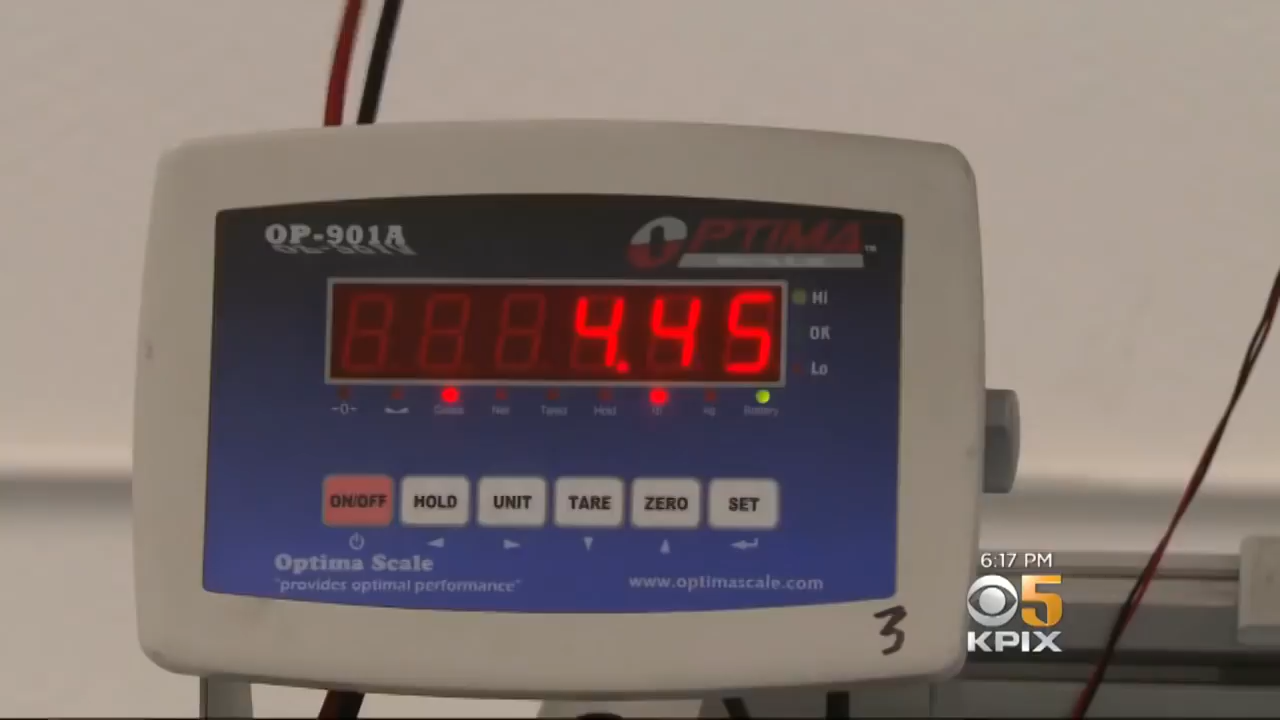 OP-901A
OPTIMA
4.45
Hi
OK
Lo
-0- Gross Net Tared Hold lb kg Battery
ON/OFF HOLD UNIT TARE ZERO SET
Optima Scale
"provides optimal performance"
www.optimascale.com
3
6:17 PM
5
KPIX